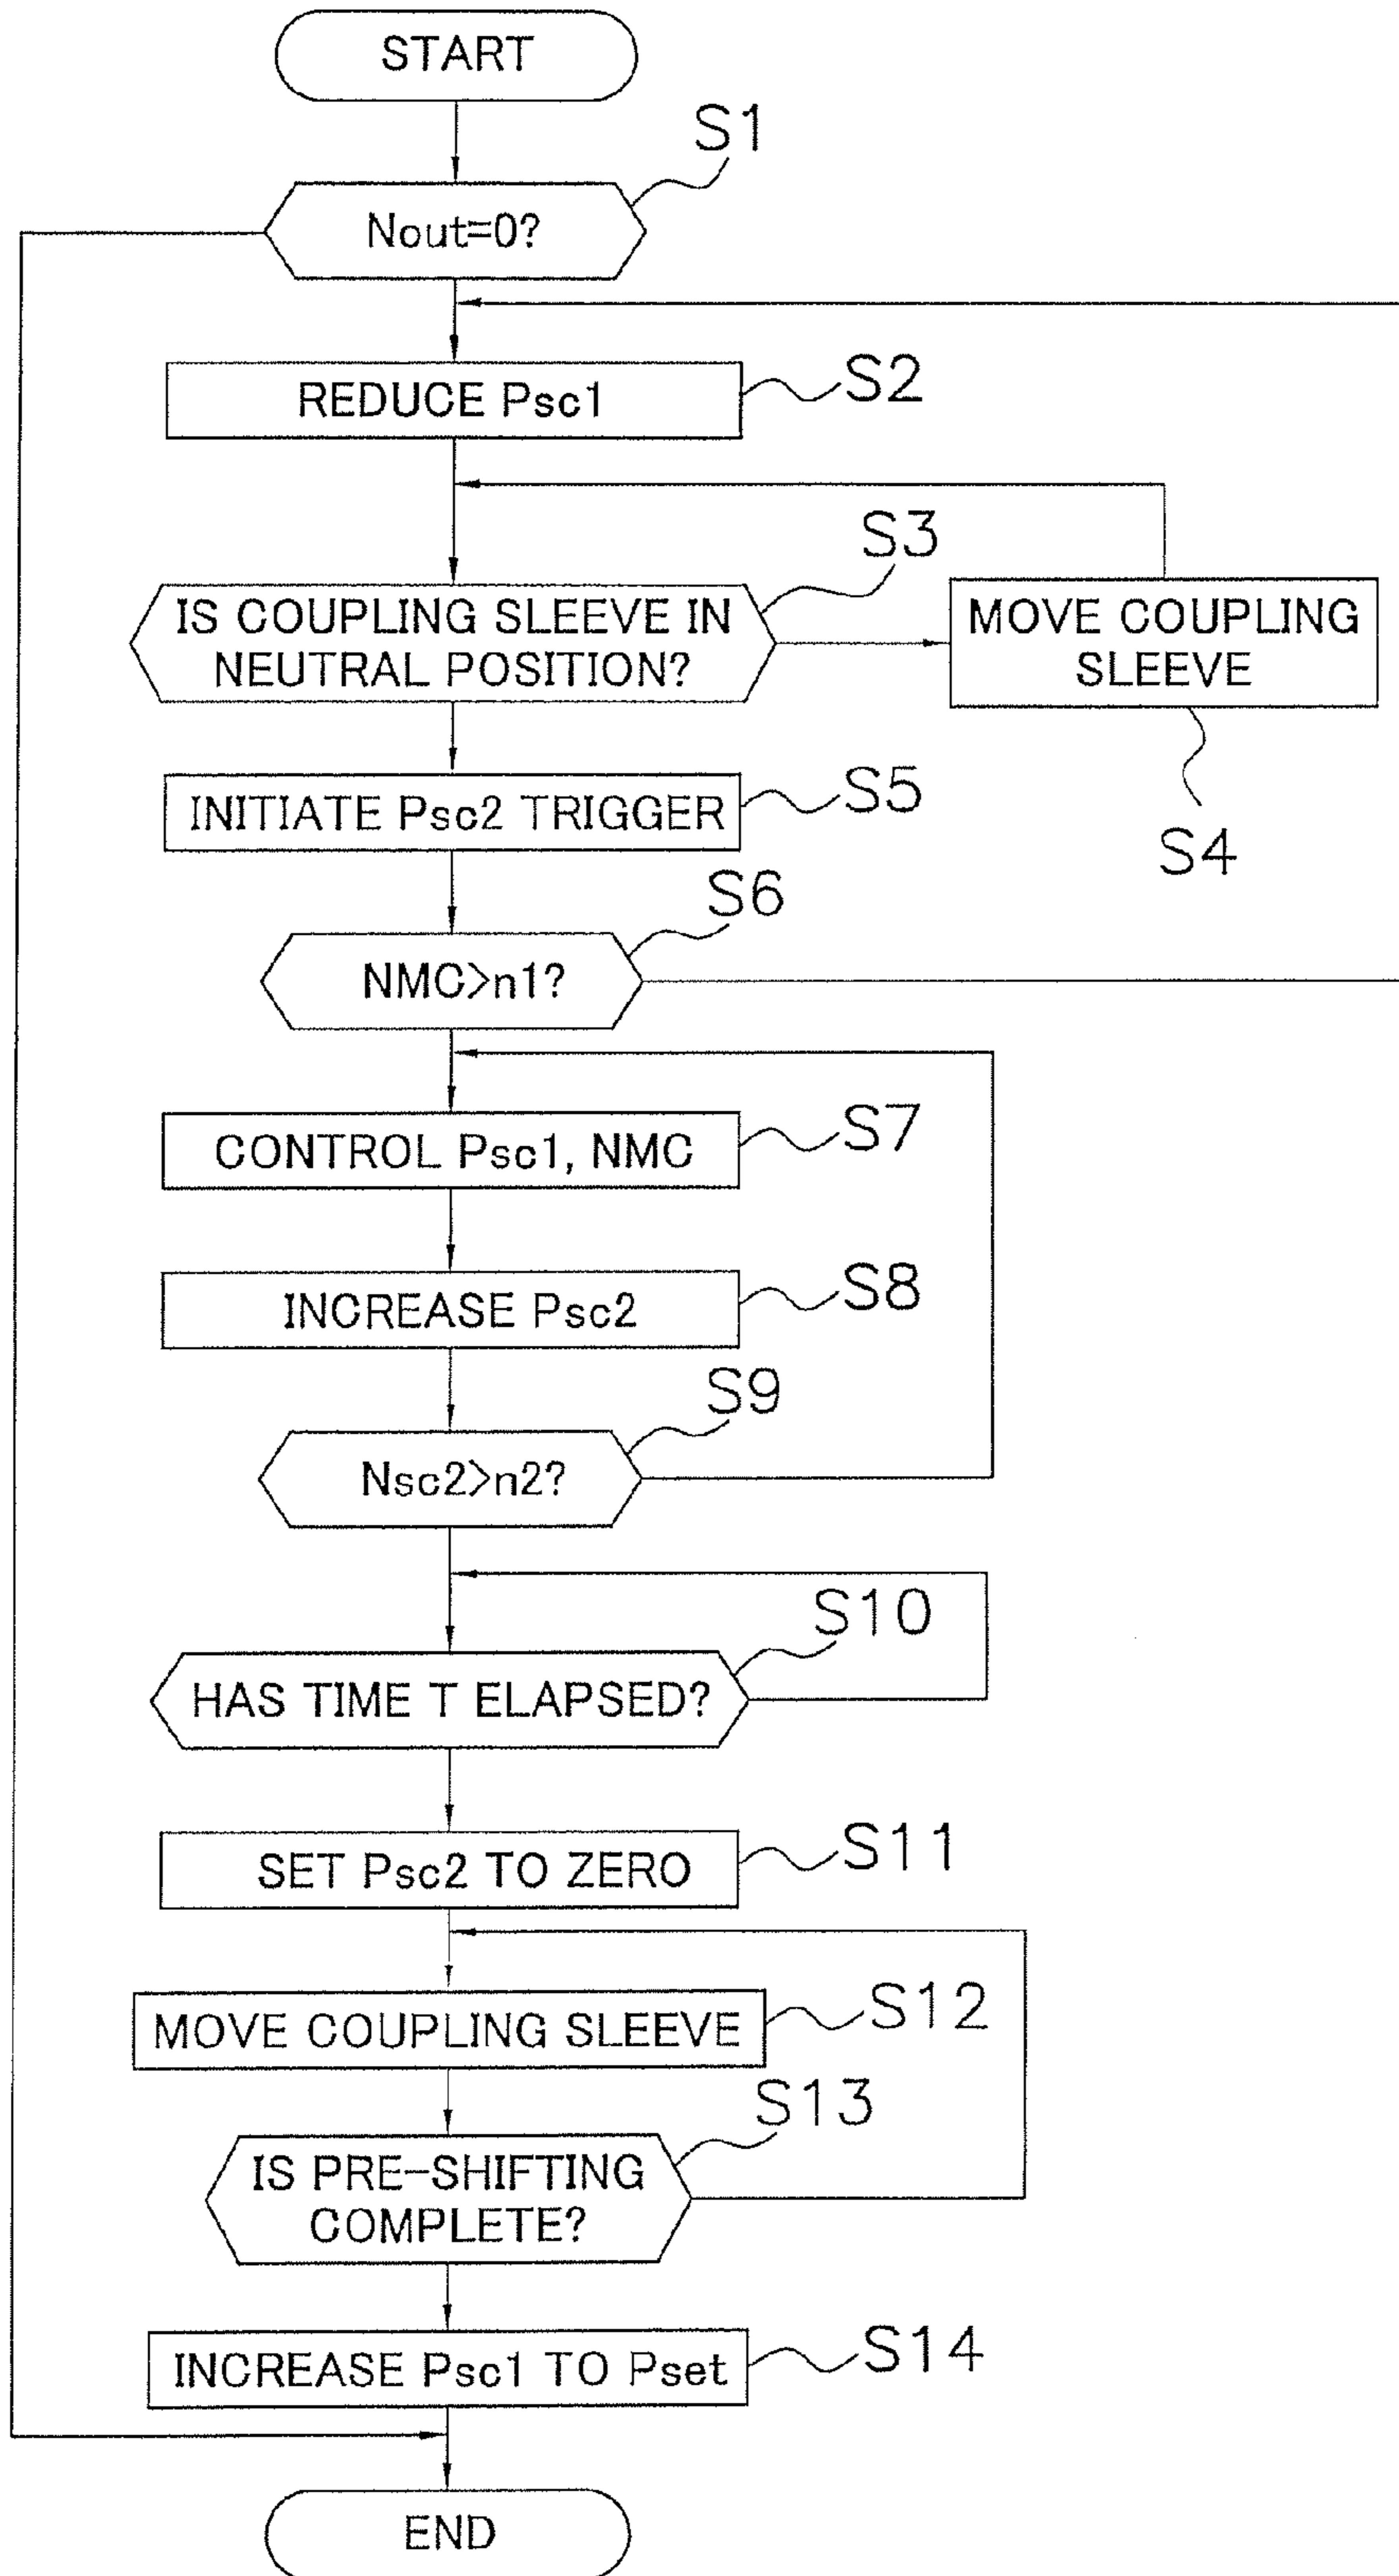 START
S1
Nout=0?
REDUCE Psc1
S2
S3
IS COUPLING SLEEVE IN
NEUTRAL POSITION?
MOVE COUPLING
SLEEVE
S4
INITIATE Psc2 TRIGGER
S5
S6
NMC>n1?
CONTROL Psc1, NMC
S7
INCREASE Psc2
S8
S9
Nsc2>n2?
S10
HAS TIME T ELAPSED?
SET Psc2 TO ZERO
S11
MOVE COUPLING SLEEVE
S12
S13
IS PRE-SHIFTING
COMPLETE?
INCREASE Psc1 TO Pset
S14
END